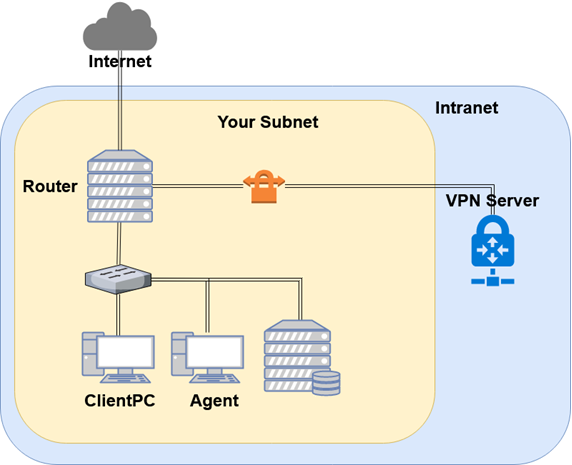 Internet
Intranet
Your Subnet
Router
VPN Server
ClientPC
Agent